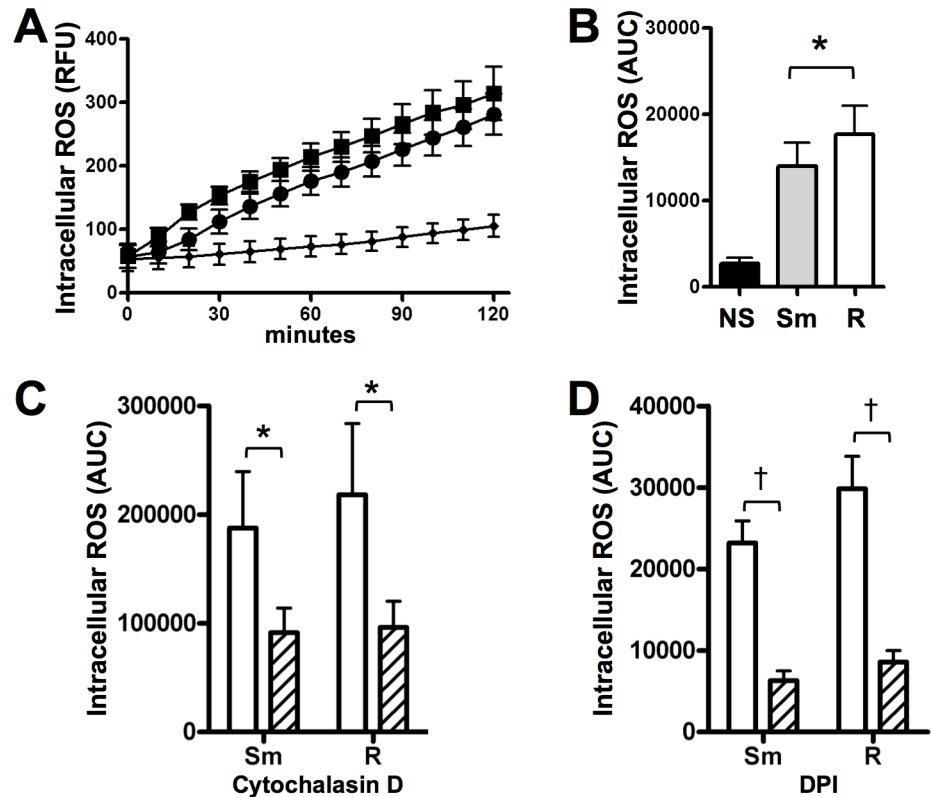 A
Intracellular ROS (RFU)
400
300
200
100
0
0 30 60 90 120
minutes
B
Intracellular ROS (AUC)
30000
20000
10000
0
*
NS Sm R
C
Intracellular ROS (AUC)
300000
200000
100000
0
* *
Sm R
Cytochalasin D
D
Intracellular ROS (AUC)
40000
30000
20000
10000
0
† †
Sm R
DPI